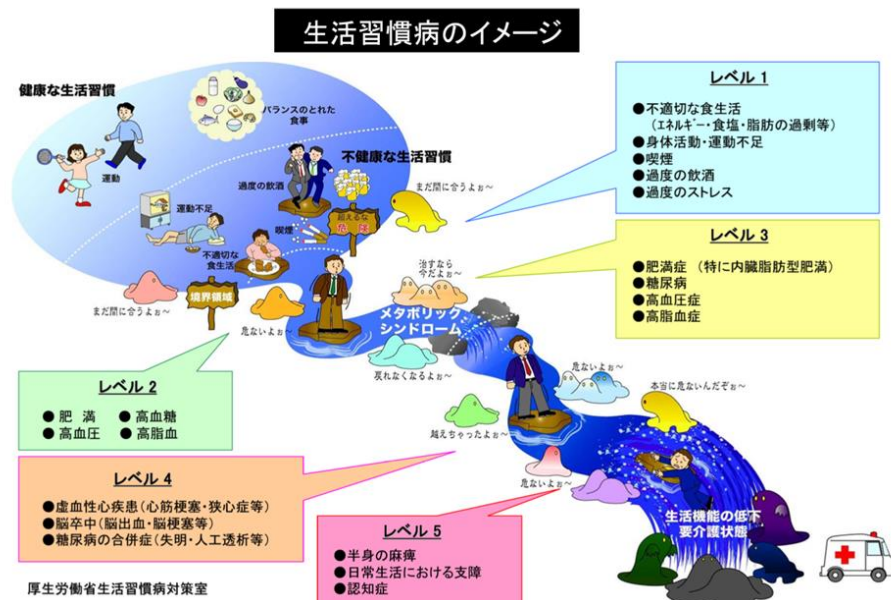 生活習慣病のイメージ
健康な生活習慣
バランスのとれた
食事
運動
不健康な生活習慣
過度の飲酒
運動不足
喫煙
超えるな
危険
不適切な
食生活
境界領域
まだ間に合うよぉ～
まだ間に合うよぉ～
危ないよぉ～
治すなら
今だよぉ～
メタボリック
シンドローム
戻れなくなるよぉ～
危ないよぉ～
本当に危ないんだぞぉ～
越えちゃったよぉ～
危ないよぉ～
生活機能の低下
要介護状態
レベル 1
●不適切な食生活
（エネルギー・食塩・脂肪の過剰等）
●身体活動・運動不足
●喫煙
●過度の飲酒
●過度のストレス
レベル 2
●肥 満 ●高血糖
●高血圧 ●高脂血
レベル 3
●肥満症 （特に内臓脂肪型肥満）
●糖尿病
●高血圧症
●高脂血症
レベル 4
●虚血性心疾患（心筋梗塞・狭心症等）
●脳卒中（脳出血・脳梗塞等）
●糖尿病の合併症（失明・人工透析等）
レベル 5
●半身の麻痺
●日常生活における支障
●認知症
厚生労働省生活習慣病対策室